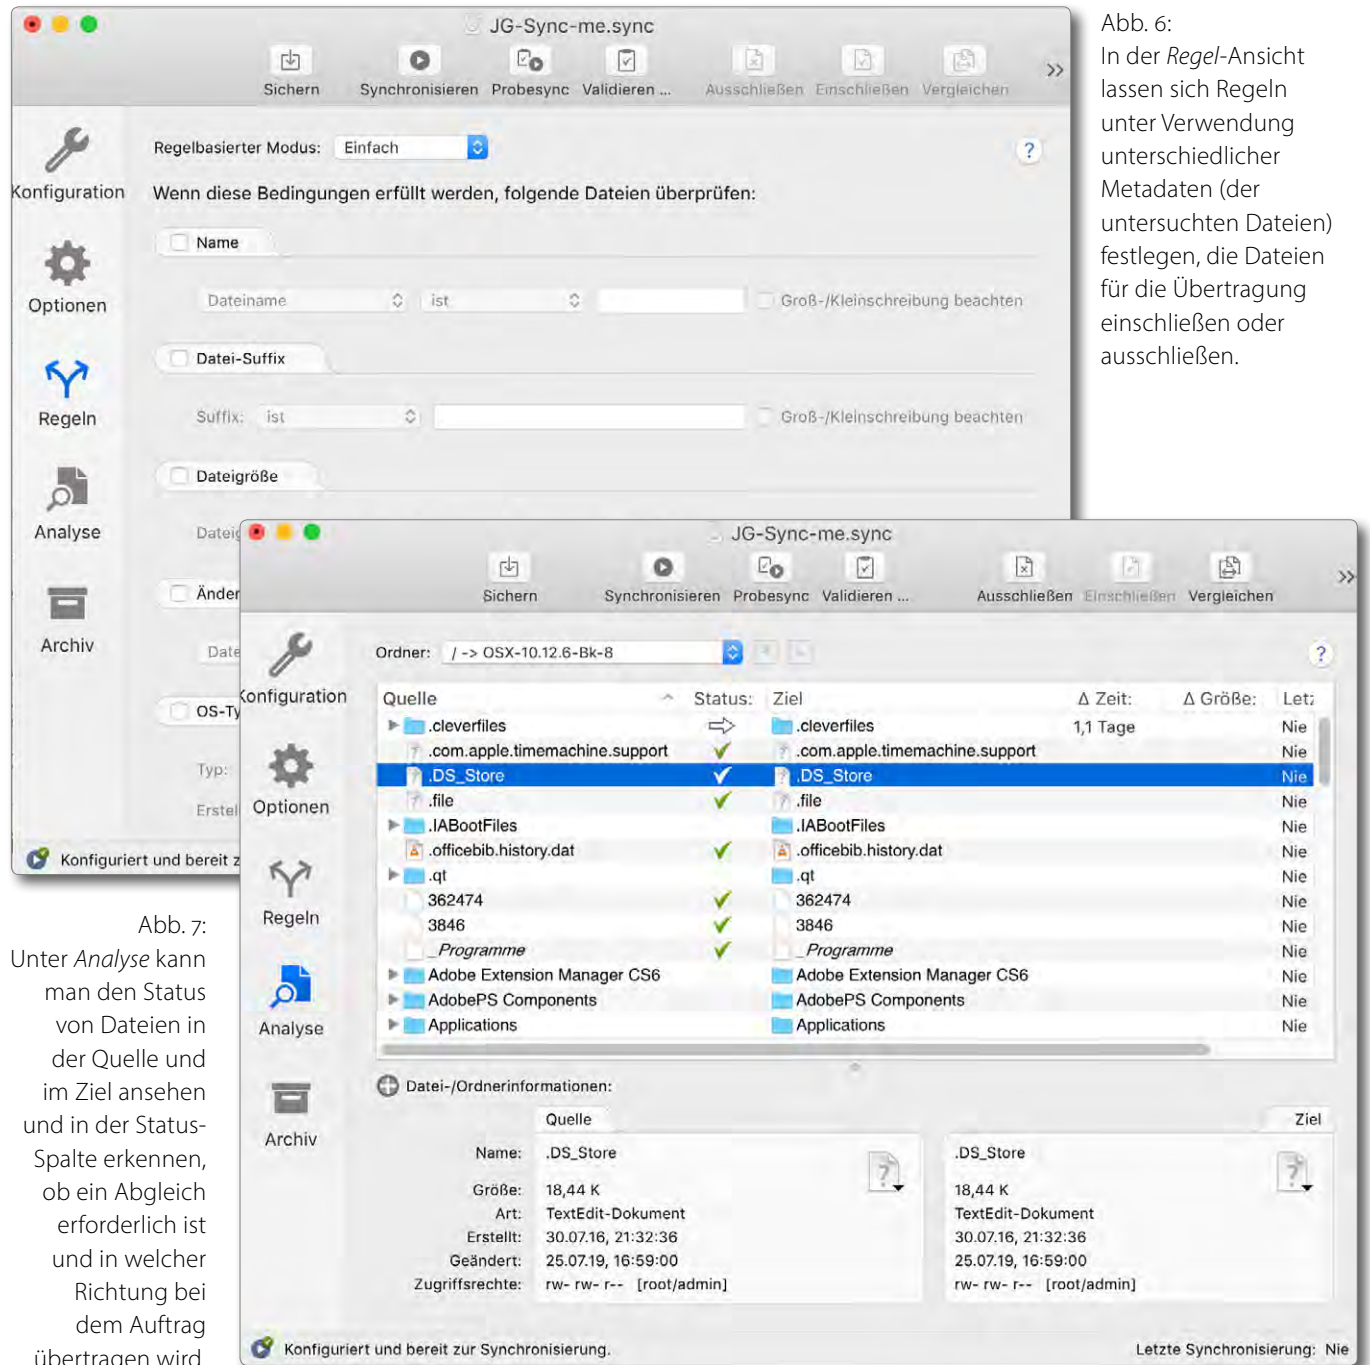 JG-Sync-me.sync
Sichern Synchronisieren Probesync Validieren ... Ausschließen Einschließen Vergleichen
Konfiguration
Optionen
Regeln
Analyse
Archiv
Regelbasierter Modus: Einfach
?
Wenn diese Bedingungen erfüllt werden, folgende Dateien überprüfen:
Name
Dateiname ist Groß-/Kleinschreibung beachten
Datei-Suffix
Suffix: ist Groß-/Kleinschreibung beachten
Dateigröße
Dateig
Änder
Date
OS-Ty
Typ:
Erstel
Konfiguriert und bereit z
Abb. 6:
In der Regel-Ansicht
lassen sich Regeln
unter Verwendung
unterschiedlicher
Metadaten (der
untersuchten Dateien)
festlegen, die Dateien
für die Übertragung
einschließen oder
ausschließen.
JG-Sync-me.sync
Sichern Synchronisieren Probesync Validieren ... Ausschließen Einschließen Vergleichen
Konfiguration
Optionen
Regeln
Analyse
Archiv
Ordner: / -> OSX-10.12.6-Bk-8
?
Quelle Status: Ziel Δ Zeit: Δ Größe: Letz
.cleverfiles .cleverfiles 1,1 Tage Nie
.com.apple.timemachine.support .com.apple.timemachine.support Nie
.DS_Store .DS_Store Nie
.file .file Nie
.IABootFiles .IABootFiles Nie
.officebib.history.dat .officebib.history.dat Nie
.qt .qt Nie
362474 362474 Nie
3846 3846 Nie
_Programme _Programme Nie
Adobe Extension Manager CS6 Adobe Extension Manager CS6 Nie
AdobePS Components AdobePS Components Nie
Applications Applications Nie
Datei-/Ordnerinformationen:
Quelle Ziel
Name: .DS_Store .DS_Store
Größe: 18,44 K 18,44 K
Art: TextEdit-Dokument TextEdit-Dokument
Erstellt: 30.07.16, 21:32:36 30.07.16, 21:32:36
Geändert: 25.07.19, 16:59:00 25.07.19, 16:59:00
Zugriffsrechte: rw- rw- r-- [root/admin] rw- rw- r-- [root/admin]
Konfiguriert und bereit zur Synchronisierung. Letzte Synchronisierung: Nie
Abb. 7:
Unter Analyse kann
man den Status
von Dateien in
der Quelle und
im Ziel ansehen
und in der Status-
Spalte erkennen,
ob ein Abgleich
erforderlich ist
und in welcher
Richtung bei
dem Auftrag
übertragen wird.